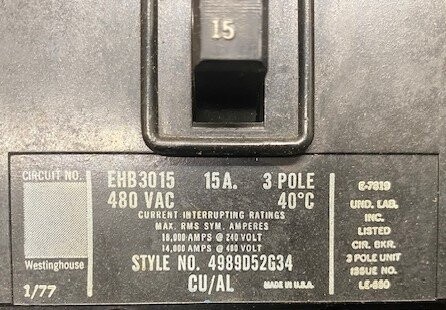 15
CIRCUIT NO.
Westinghouse
1/77
EHB3015 15A. 3 POLE
480 VAC 40°C
CURRENT INTERRUPTING RATINGS
MAX. RMS SYM. AMPERES
18,000 AMPS @ 240 VOLT
14,000 AMPS @ 480 VOLT
STYLE NO. 4989D52G34
CU/AL MADE IN U.S.A.
E-7819
UND. LAB.
INC.
LISTED
CIR. BKR.
3 POLE UNIT
ISSUE NO.